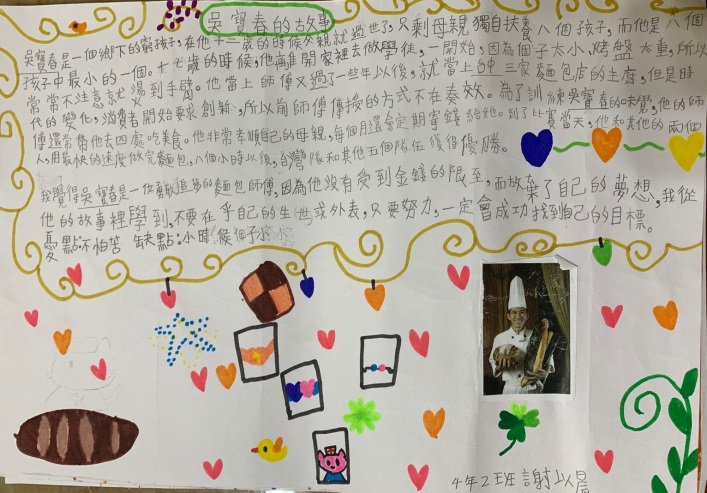 吳寶春的故事
吳寶春是一個鄉下的窮孩子,在他十二歲的時候父親就過世了,只剩母親獨自扶養八個孩子,而他是八個
孩子中最小的一個。十七歲的時候,他離開家裡去做學徒,一開始,因為個子太小、烤盤太重,所以
常常不注意就燙到手臂。他當上師傅又過了一些年以後,就當上台中三家麵包店的主廚,但是時
代的變化,消費者開始要求創新,所以前師傅傳授的方式不在奏效。為了訓練吳寶春的味覺,他的師
傅還常帶他去四處吃美食。他非常孝順自己的母親,每個月還會定期寄錢給她。到了比賽當天,他和其他的兩個
人,用最快的速度做完麵包,八個小時以後,台灣隊和其他五個隊伍獲得優勝。
我覺得吳寶春是一位勇敢追夢的麵包師傅,因為他沒有受到金錢的限至,而放棄了自己的夢想,我從
他的故事裡學到,不要在乎自己的生世或外表,只要努力,一定會成功找到自己的目標。
優點:不怕苦 缺點:小時候個子小
4年2班 謝以晨